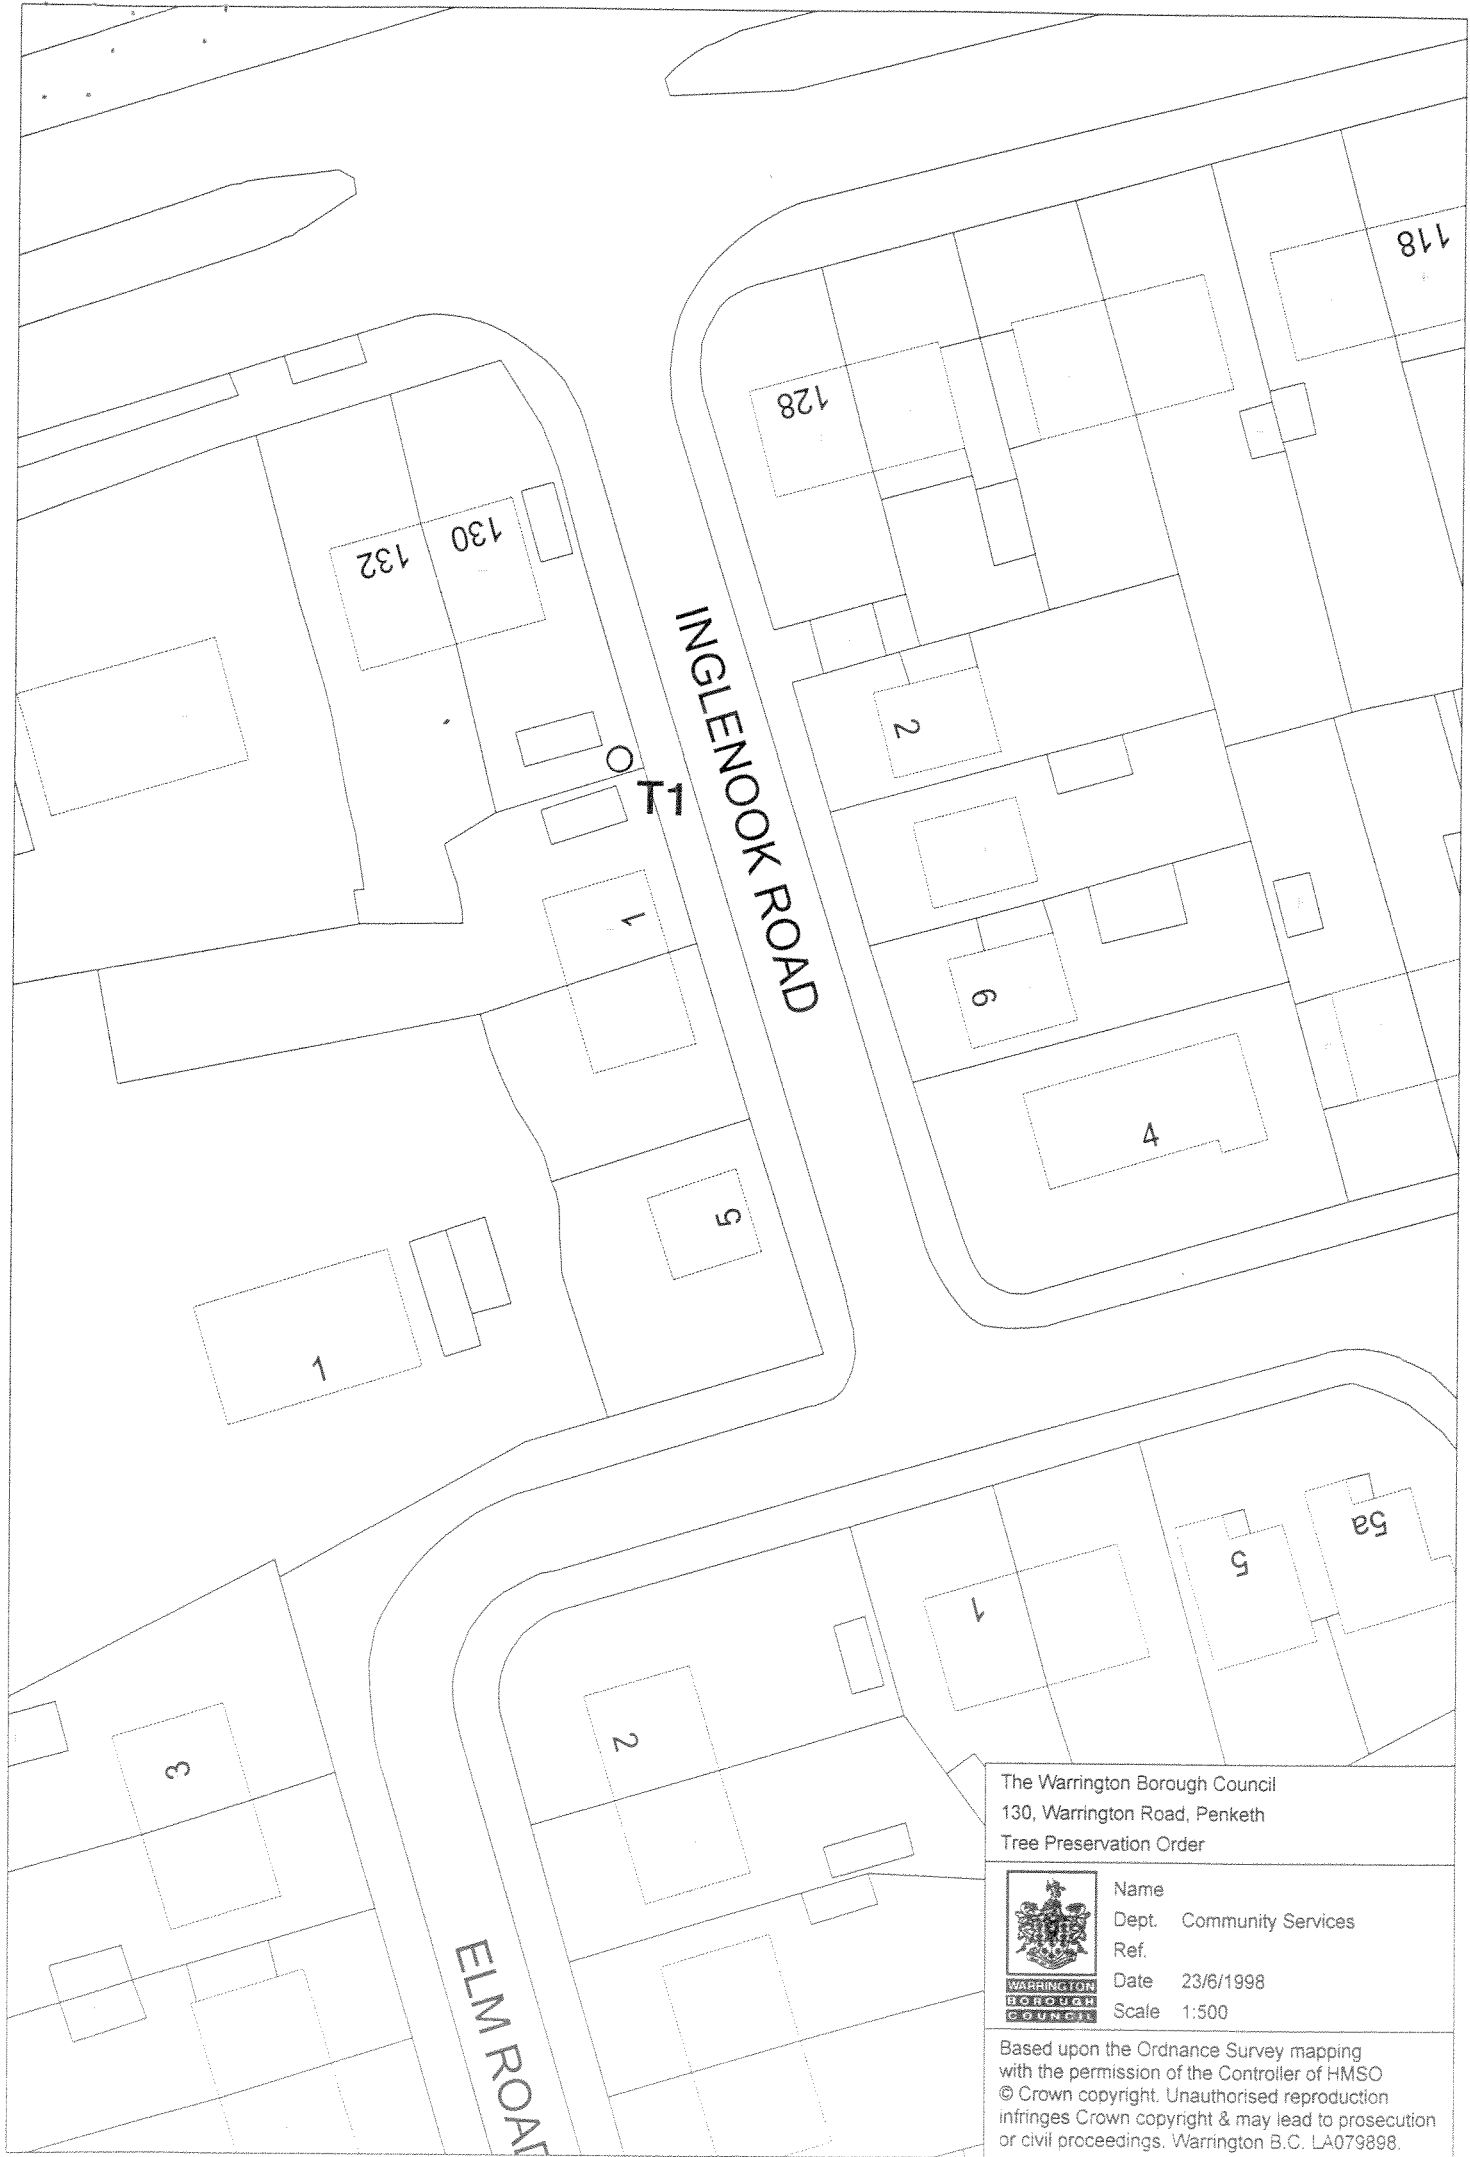 118
128
130
132
INGLENOOK ROAD
2
T1
1
6
4
5
1
5a
5
1
2
3
ELM ROAD
The Warrington Borough Council
130, Warrington Road, Penketh
Tree Preservation Order
Name
Dept. Community Services
Ref.
Date 23/6/1998
Scale 1:500
WARRINGTON
BOROUGH
COUNCIL
Based upon the Ordnance Survey mapping
with the permission of the Controller of HMSO
© Crown copyright. Unauthorised reproduction
infringes Crown copyright & may lead to prosecution
or civil proceedings. Warrington B.C. LA079898.